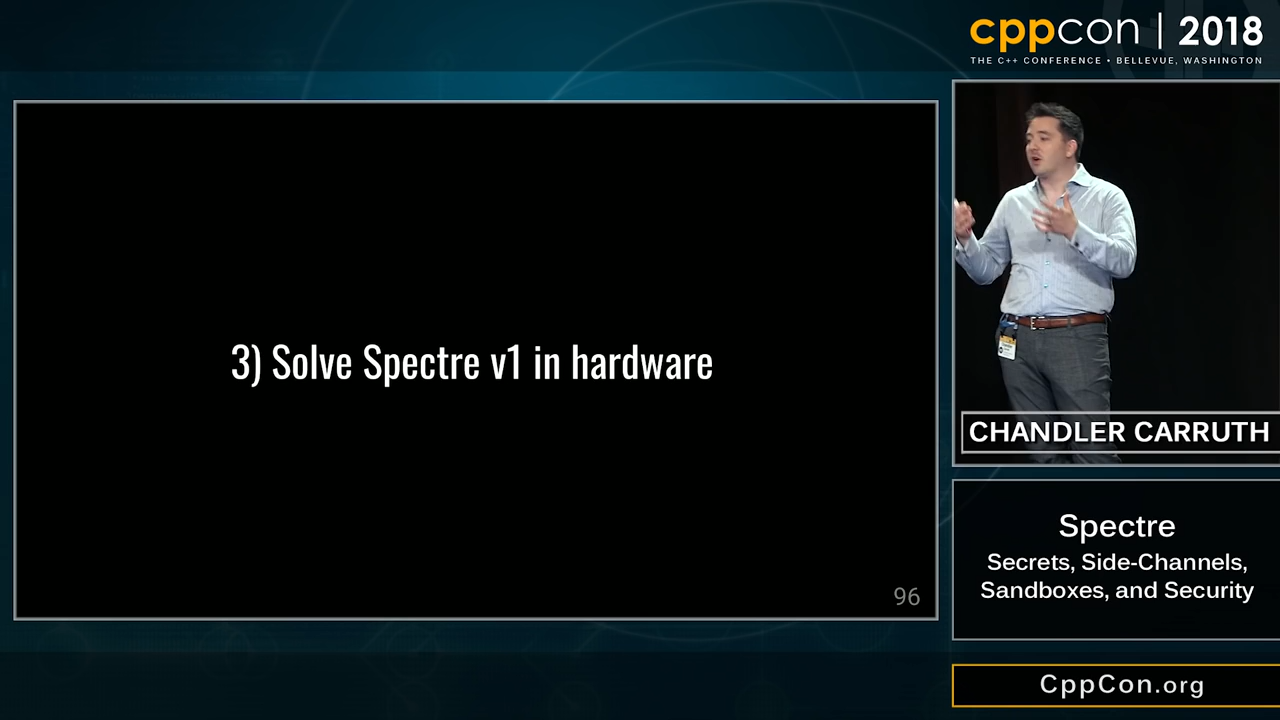 cppcon | 2018
THE C++ CONFERENCE • BELLEVUE, WASHINGTON
3) Solve Spectre v1 in hardware
96
CHANDLER CARRUTH
Spectre
Secrets, Side-Channels,
Sandboxes, and Security
CppCon.org